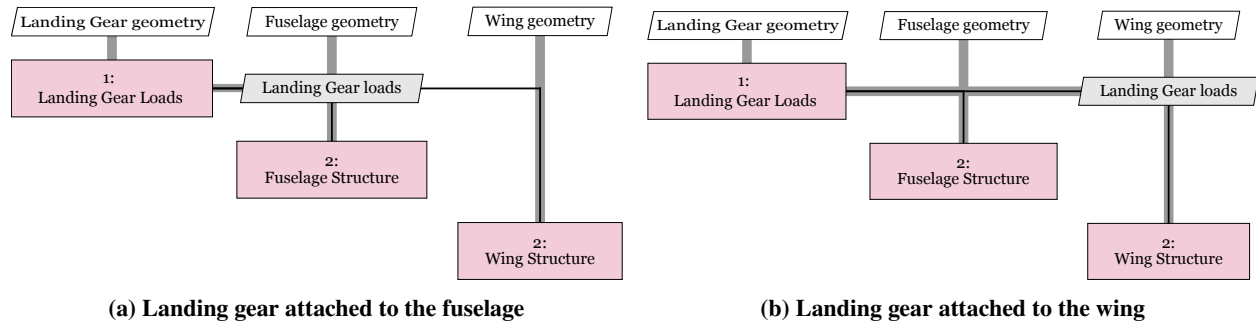 Landing Gear geometry
Fuselage geometry
Wing geometry
1:
Landing Gear Loads
Landing Gear loads
2:
Fuselage Structure
2:
Wing Structure
(a) Landing gear attached to the fuselage
Landing Gear geometry
Fuselage geometry
Wing geometry
1:
Landing Gear Loads
Landing Gear loads
2:
Fuselage Structure
2:
Wing Structure
(b) Landing gear attached to the wing